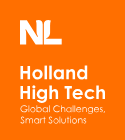 NL
Holland
High Tech
Global Challenges,
Smart Solutions